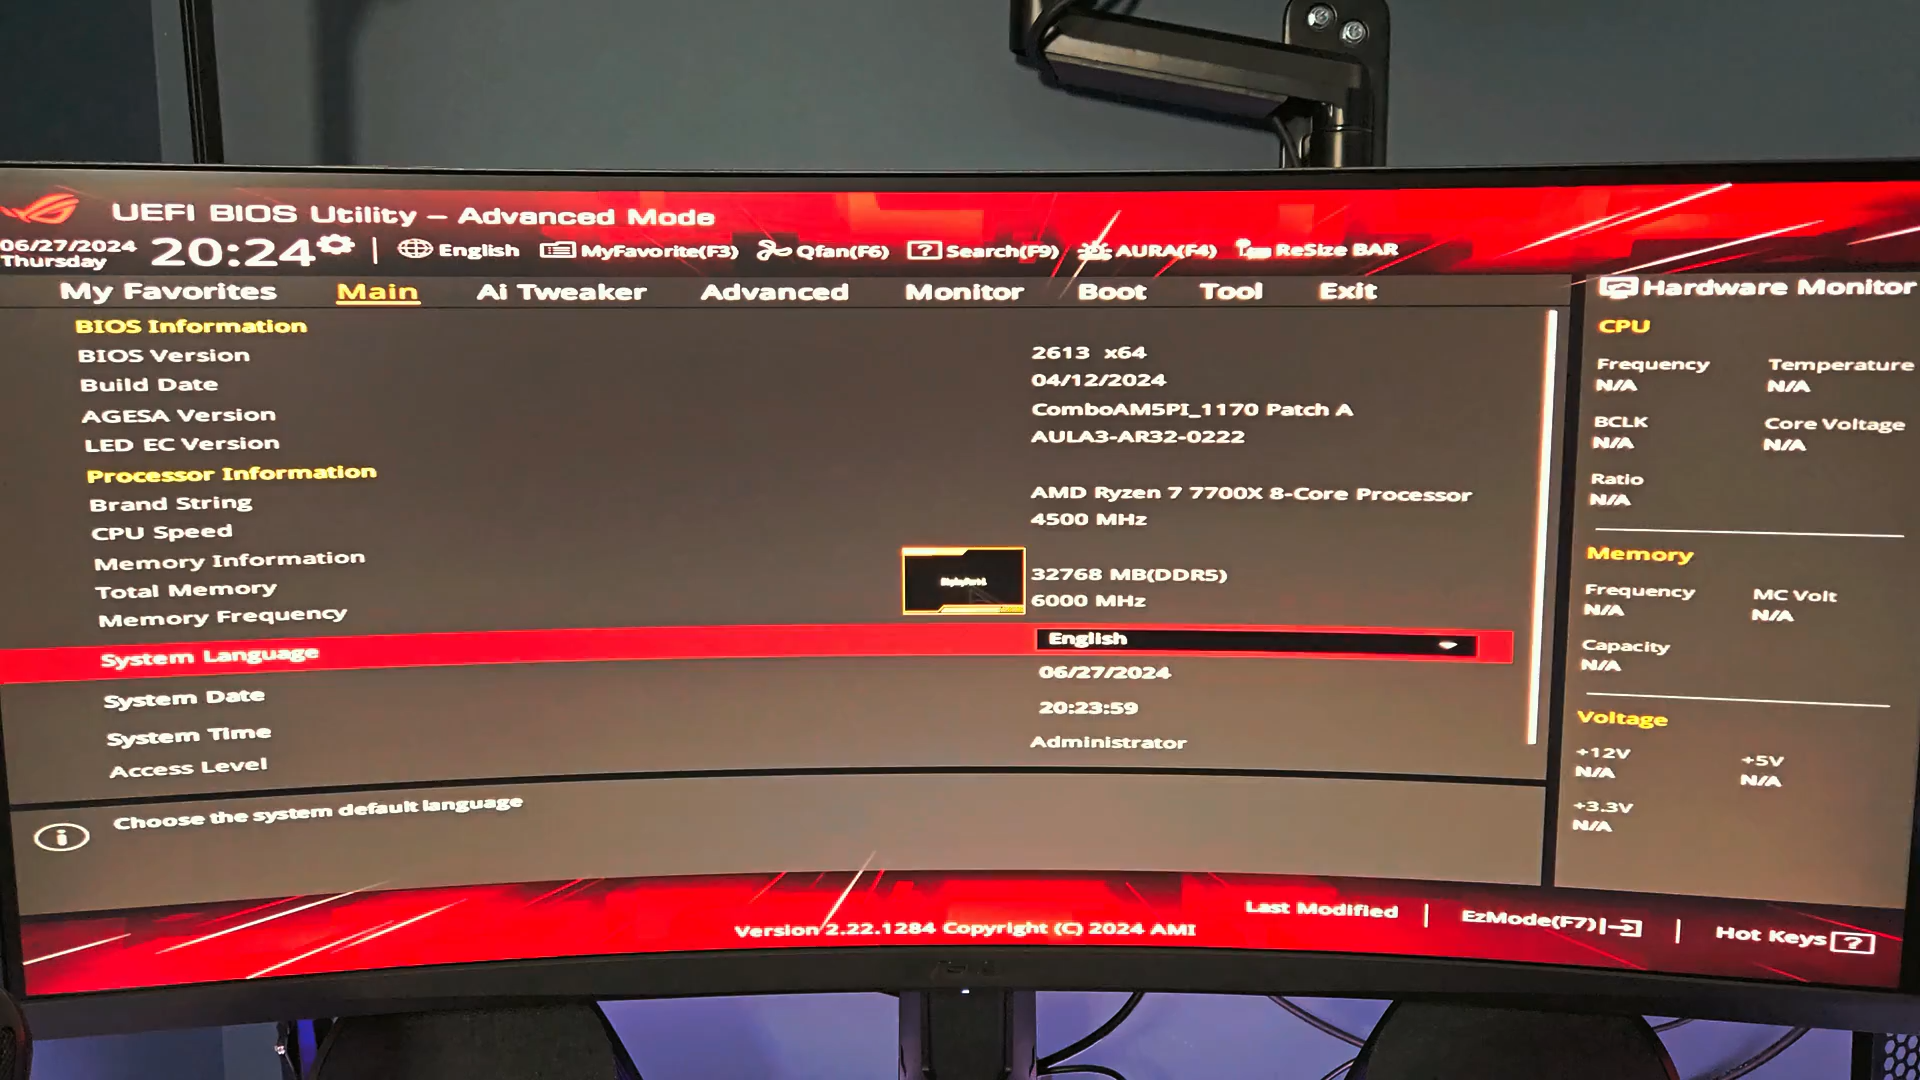 UEFI BIOS Utility – Advanced Mode
06/27/2024
Thursday
20:24
English
MyFavorite(F3)
Qfan(F6)
Search(F9)
AURA(F4)
ReSize BAR
My Favorites
Main
Ai Tweaker
Advanced
Monitor
Boot
Tool
Exit
BIOS Information
BIOS Version 2613 x64
Build Date 04/12/2024
AGESA Version ComboAM5PI_1170 Patch A
LED EC Version AULA3-AR32-0222
Processor Information
Brand String AMD Ryzen 7 7700X 8-Core Processor
CPU Speed 4500 MHz
Memory Information
Total Memory 32768 MB(DDR5)
Memory Frequency 6000 MHz
System Language English
System Date 06/27/2024
System Time 20:23:59
Access Level Administrator
Choose the system default language
Hardware Monitor
CPU
Frequency Temperature
N/A N/A
BCLK Core Voltage
N/A N/A
Ratio
N/A
Memory
Frequency MC Volt
N/A N/A
Capacity
N/A
Voltage
+12V +5V
N/A N/A
+3.3V
N/A
Last Modified
EzMode(F7)
Hot Keys ?
Version 2.22.1284 Copyright (C) 2024 AMI